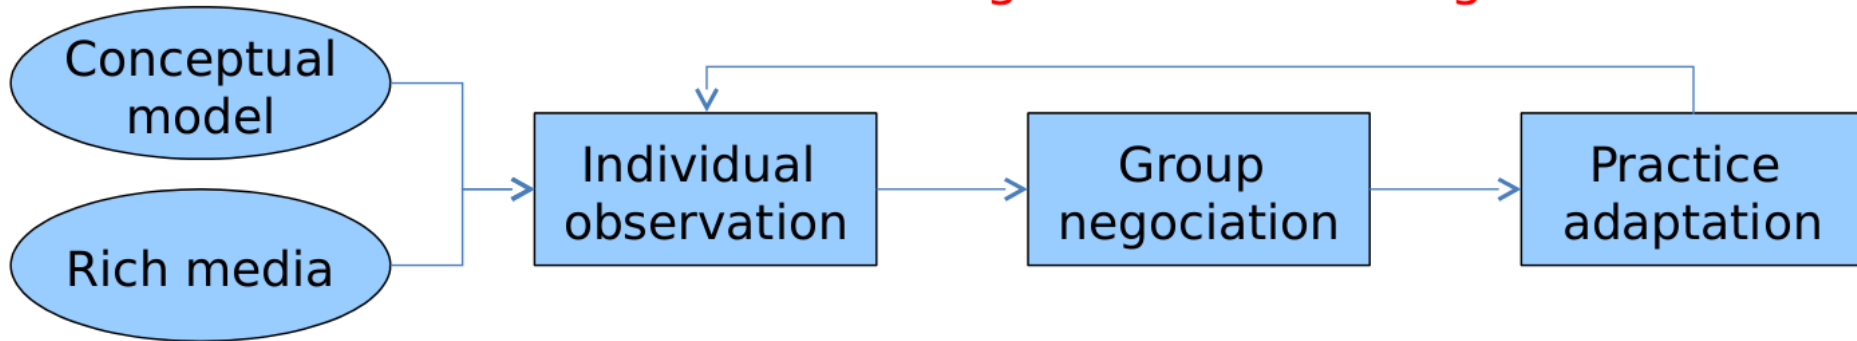 Conceptual
model
Rich media
Individual
observation
Group
negociation
Practice
adaptation